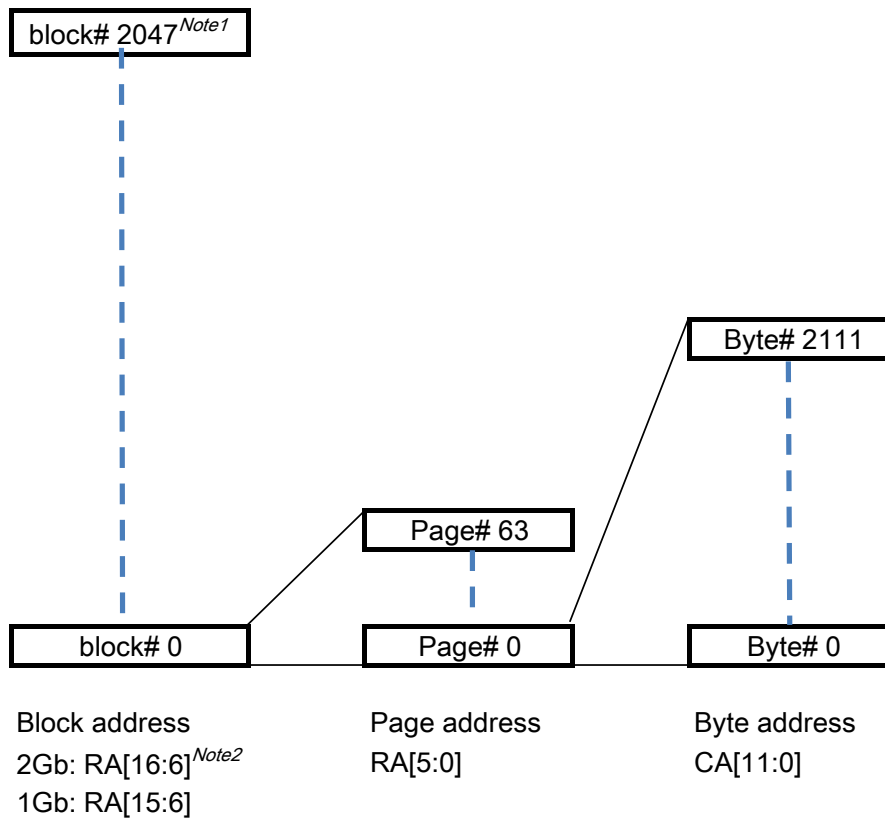 block# 2047Note1
Byte# 2111
Page# 63
block# 0
Page# 0
Byte# 0
Block address
2Gb: RA[16:6]Note2
1Gb: RA[15:6]
Page address
RA[5:0]
Byte address
CA[11:0]